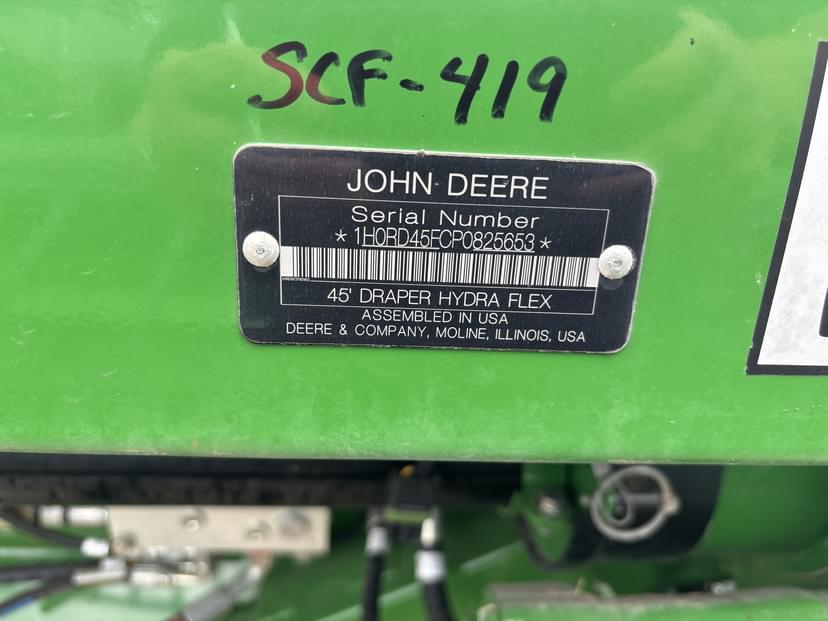 SCF-419
JOHN DEERE
Serial Number
*1H0RD45FCP0825653*
45' DRAPER HYDRA FLEX
ASSEMBLED IN USA
DEERE & COMPANY, MOLINE, ILLINOIS, USA